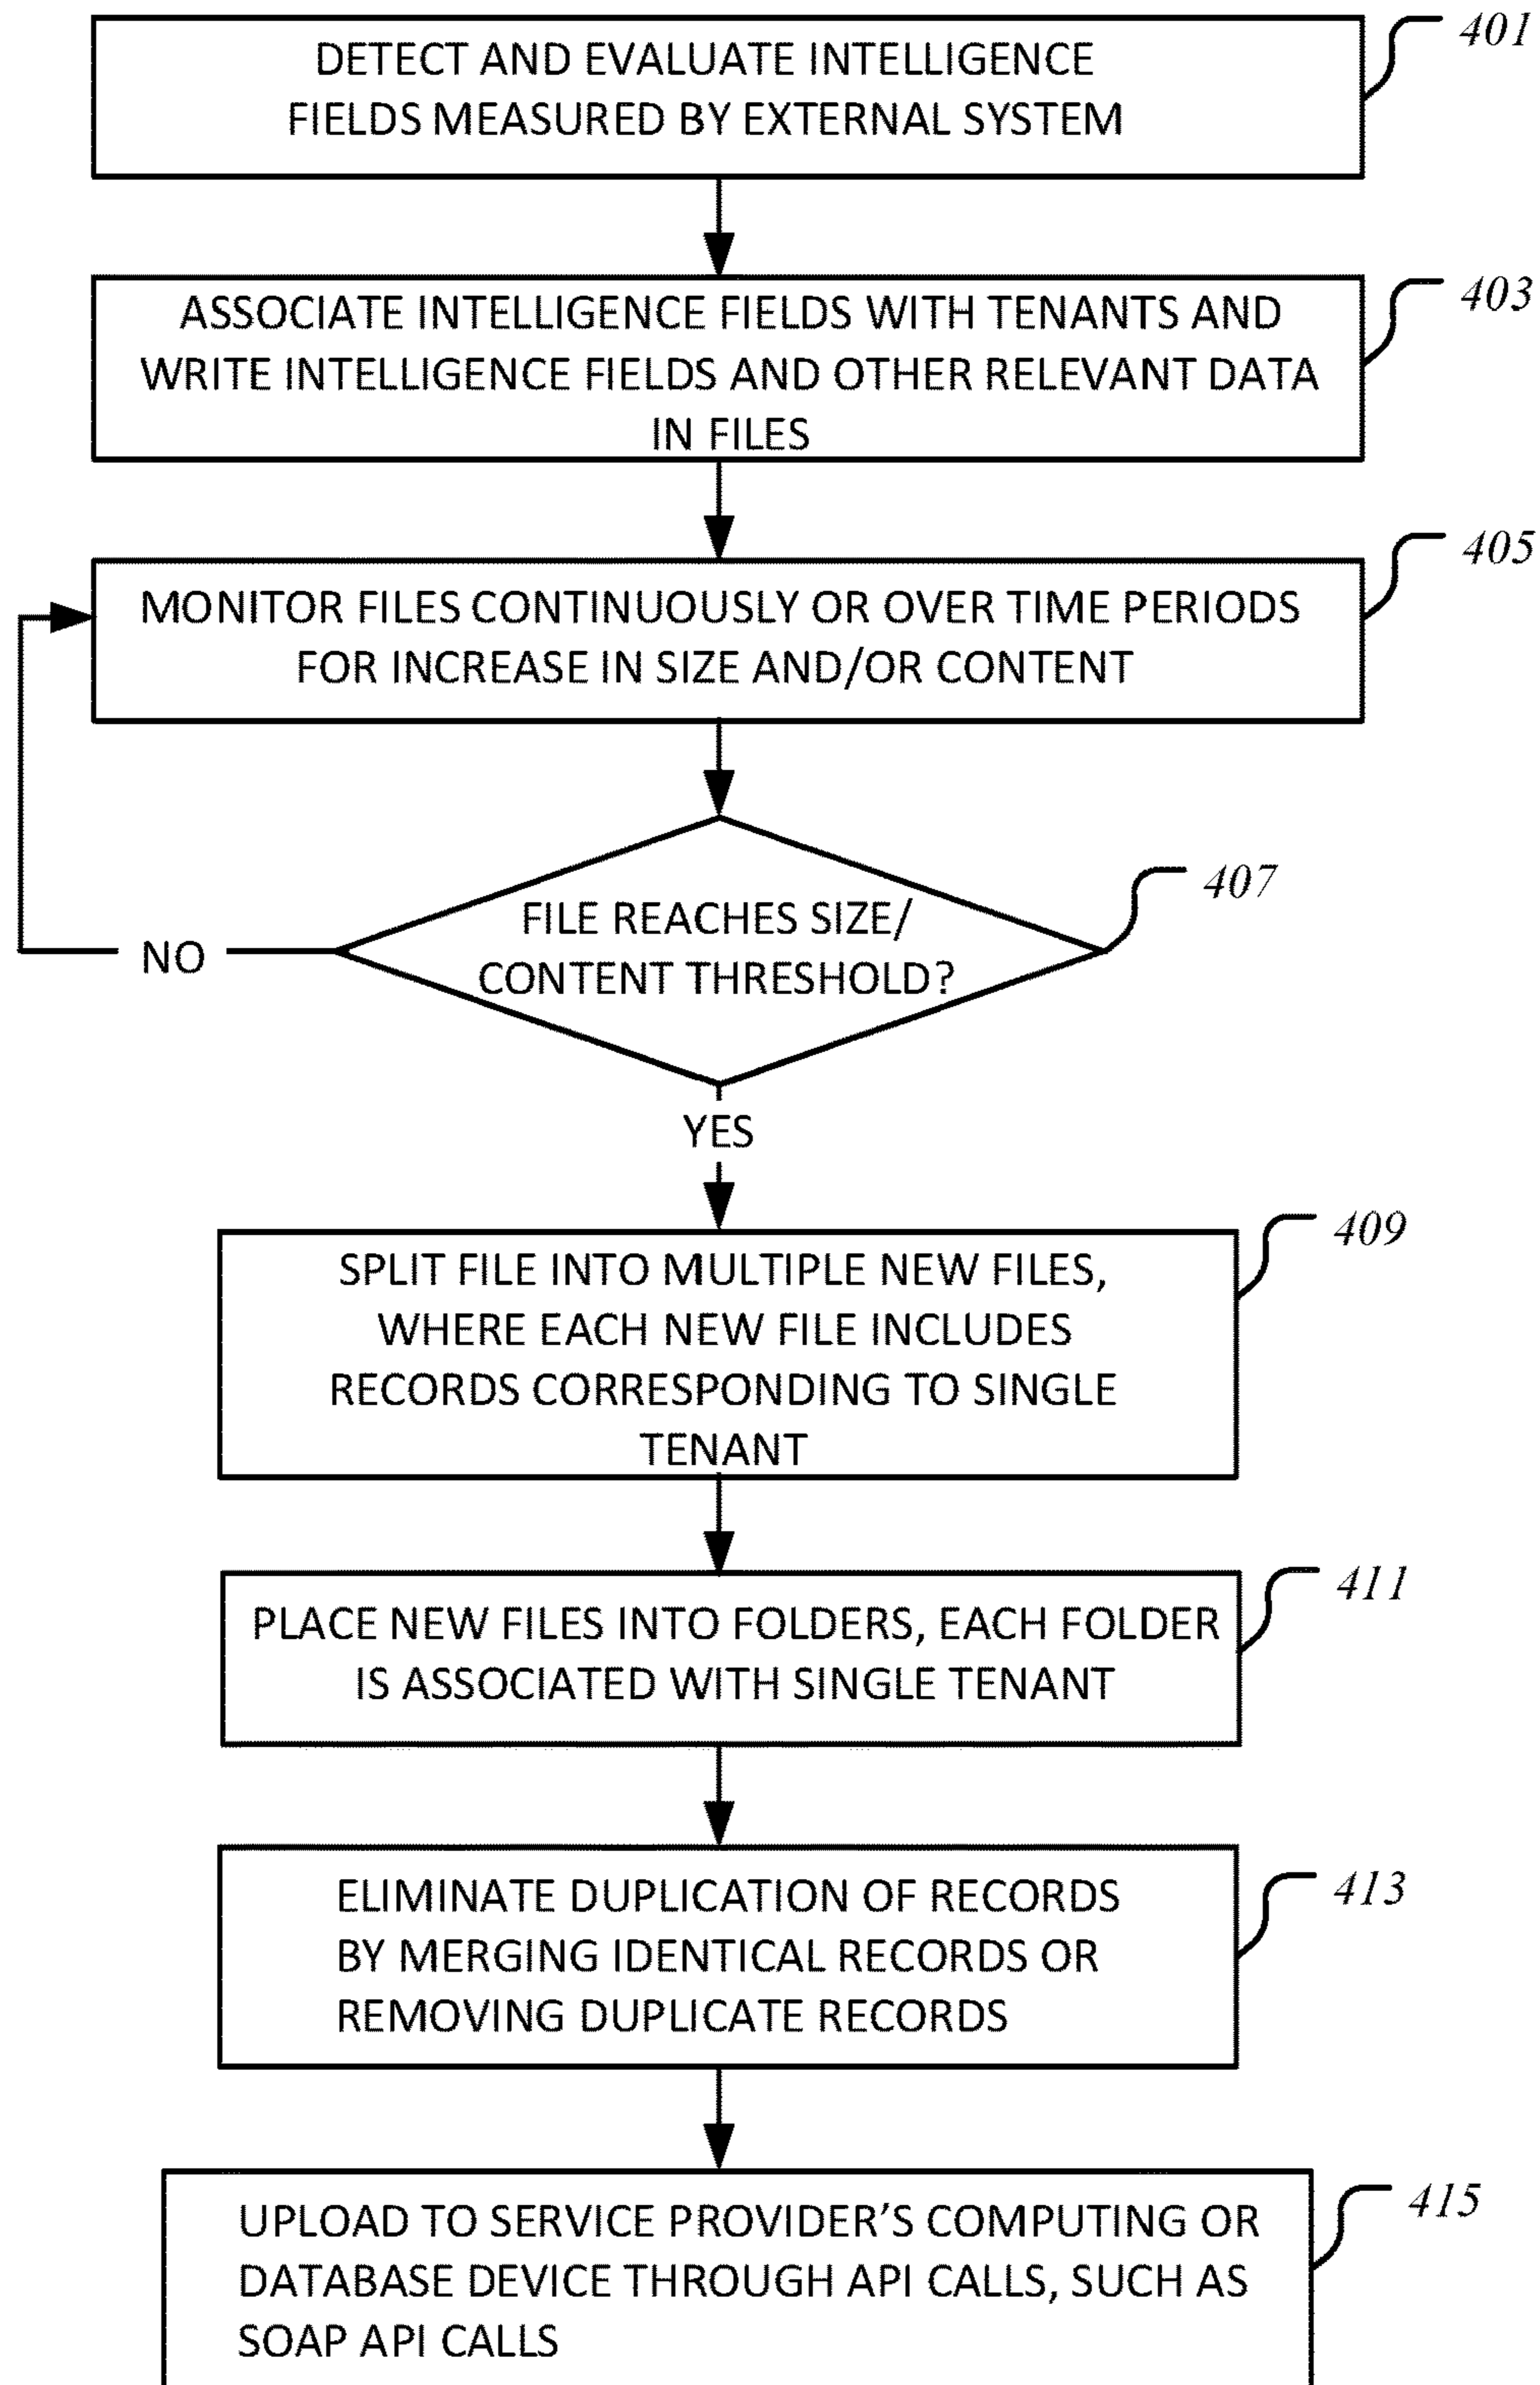 DETECT AND EVALUATE INTELLIGENCE
FIELDS MEASURED BY EXTERNAL SYSTEM
401
ASSOCIATE INTELLIGENCE FIELDS WITH TENANTS AND
WRITE INTELLIGENCE FIELDS AND OTHER RELEVANT DATA
IN FILES
403
MONITOR FILES CONTINUOUSLY OR OVER TIME PERIODS
FOR INCREASE IN SIZE AND/OR CONTENT
405
FILE REACHES SIZE/
CONTENT THRESHOLD?
407
NO
YES
SPLIT FILE INTO MULTIPLE NEW FILES,
WHERE EACH NEW FILE INCLUDES
RECORDS CORRESPONDING TO SINGLE
TENANT
409
PLACE NEW FILES INTO FOLDERS, EACH FOLDER
IS ASSOCIATED WITH SINGLE TENANT
411
ELIMINATE DUPLICATION OF RECORDS
BY MERGING IDENTICAL RECORDS OR
REMOVING DUPLICATE RECORDS
413
UPLOAD TO SERVICE PROVIDER’S COMPUTING OR
DATABASE DEVICE THROUGH API CALLS, SUCH AS
SOAP API CALLS
415